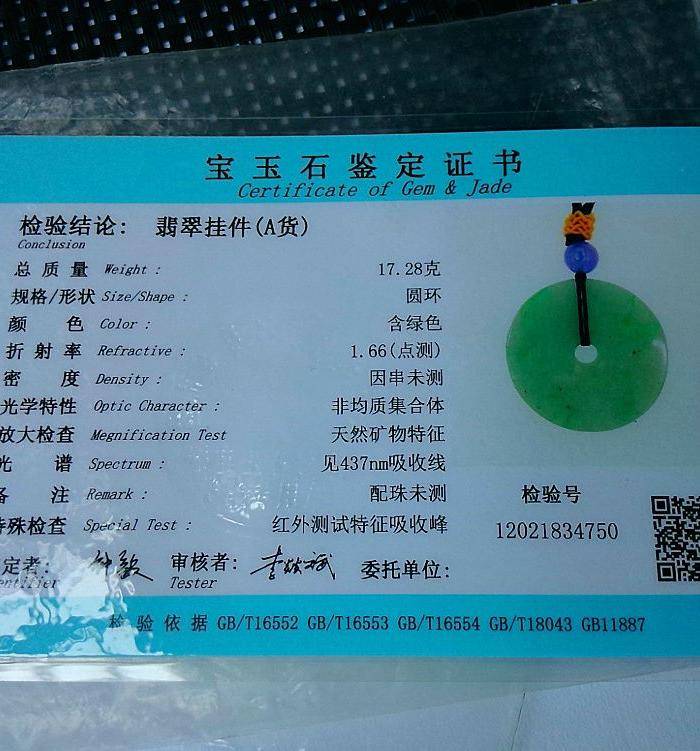 宝玉石鉴定证书
Certificate of Gem & Jade
检验结论: 翡翠挂件(A货)
Conclusion
总质量 Weight : 17.28克
规格/形状 Size/Shape : 圆环
颜色 Color : 含绿色
折射率 Refractive : 1.66(点测)
密度 Density : 因串未测
光学特性 Optic Character : 非均质集合体
放大检查 Megnification Test 天然矿物特征
光谱 Spectrum : 见437nm吸收线
备注 Remark : 配珠未测
特殊检查 Special Test : 红外测试特征吸收峰
检验号
12021834750
定者: 审核者: 委托单位:
entifier Tester
检验依据 GB/T16552 GB/T16553 GB/T16554 GB/T18043 GB11887